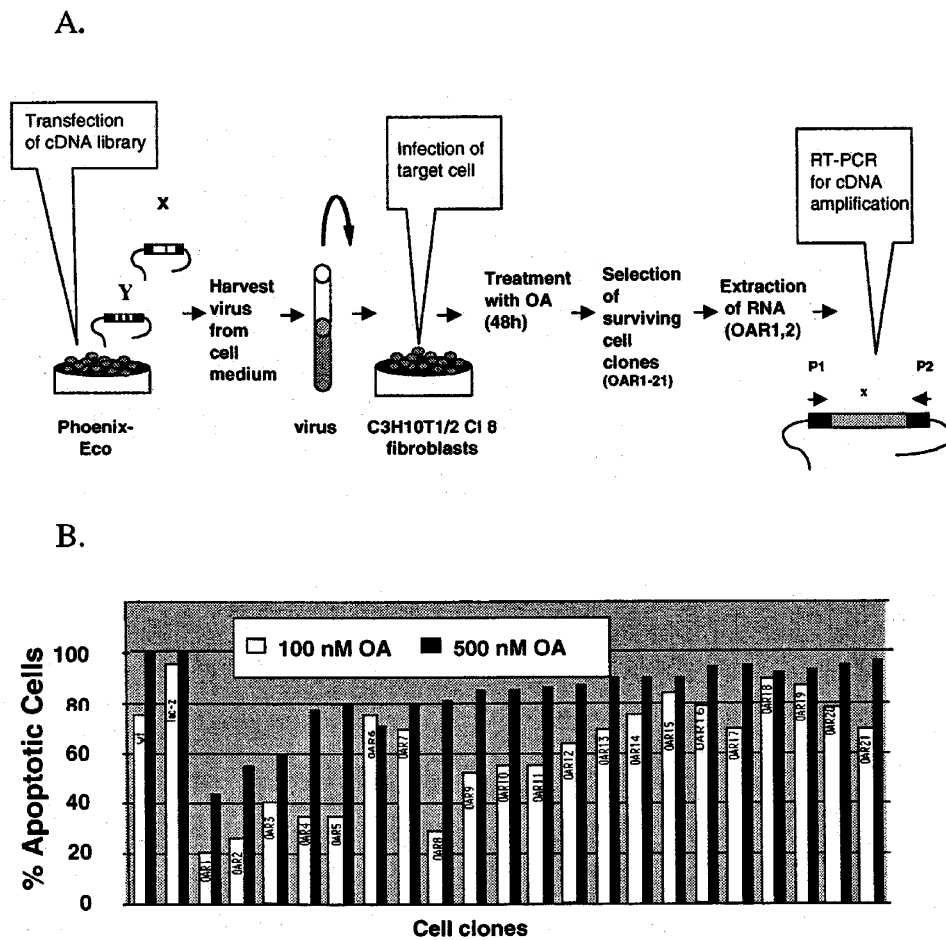 A.
Transfection
of cDNA library
X
Y
Phoenix-
Eco
Harvest
virus
from
cell
medium
virus
Infection of
target cell
C3H10T1/2 Cl 8
fibroblasts
Treatment
with OA
(48h)
Selection
of
surviving
cell
clones
(OAR1-21)
Extraction
of RNA
(OAR1,2)
RT-PCR
for cDNA
amplification
P1
x
P2
B.
100 nM OA
500 nM OA
% Apoptotic Cells
100
80
60
40
20
0
wt
lac-z
OAR1
OAR2
OAR3
OAR4
OAR5
OAR6
OAR7
OAR8
OAR9
OAR10
OAR11
OAR12
OAR13
OAR14
OAR15
OAR16
OAR17
OAR18
OAR19
OAR20
OAR21
Cell clones